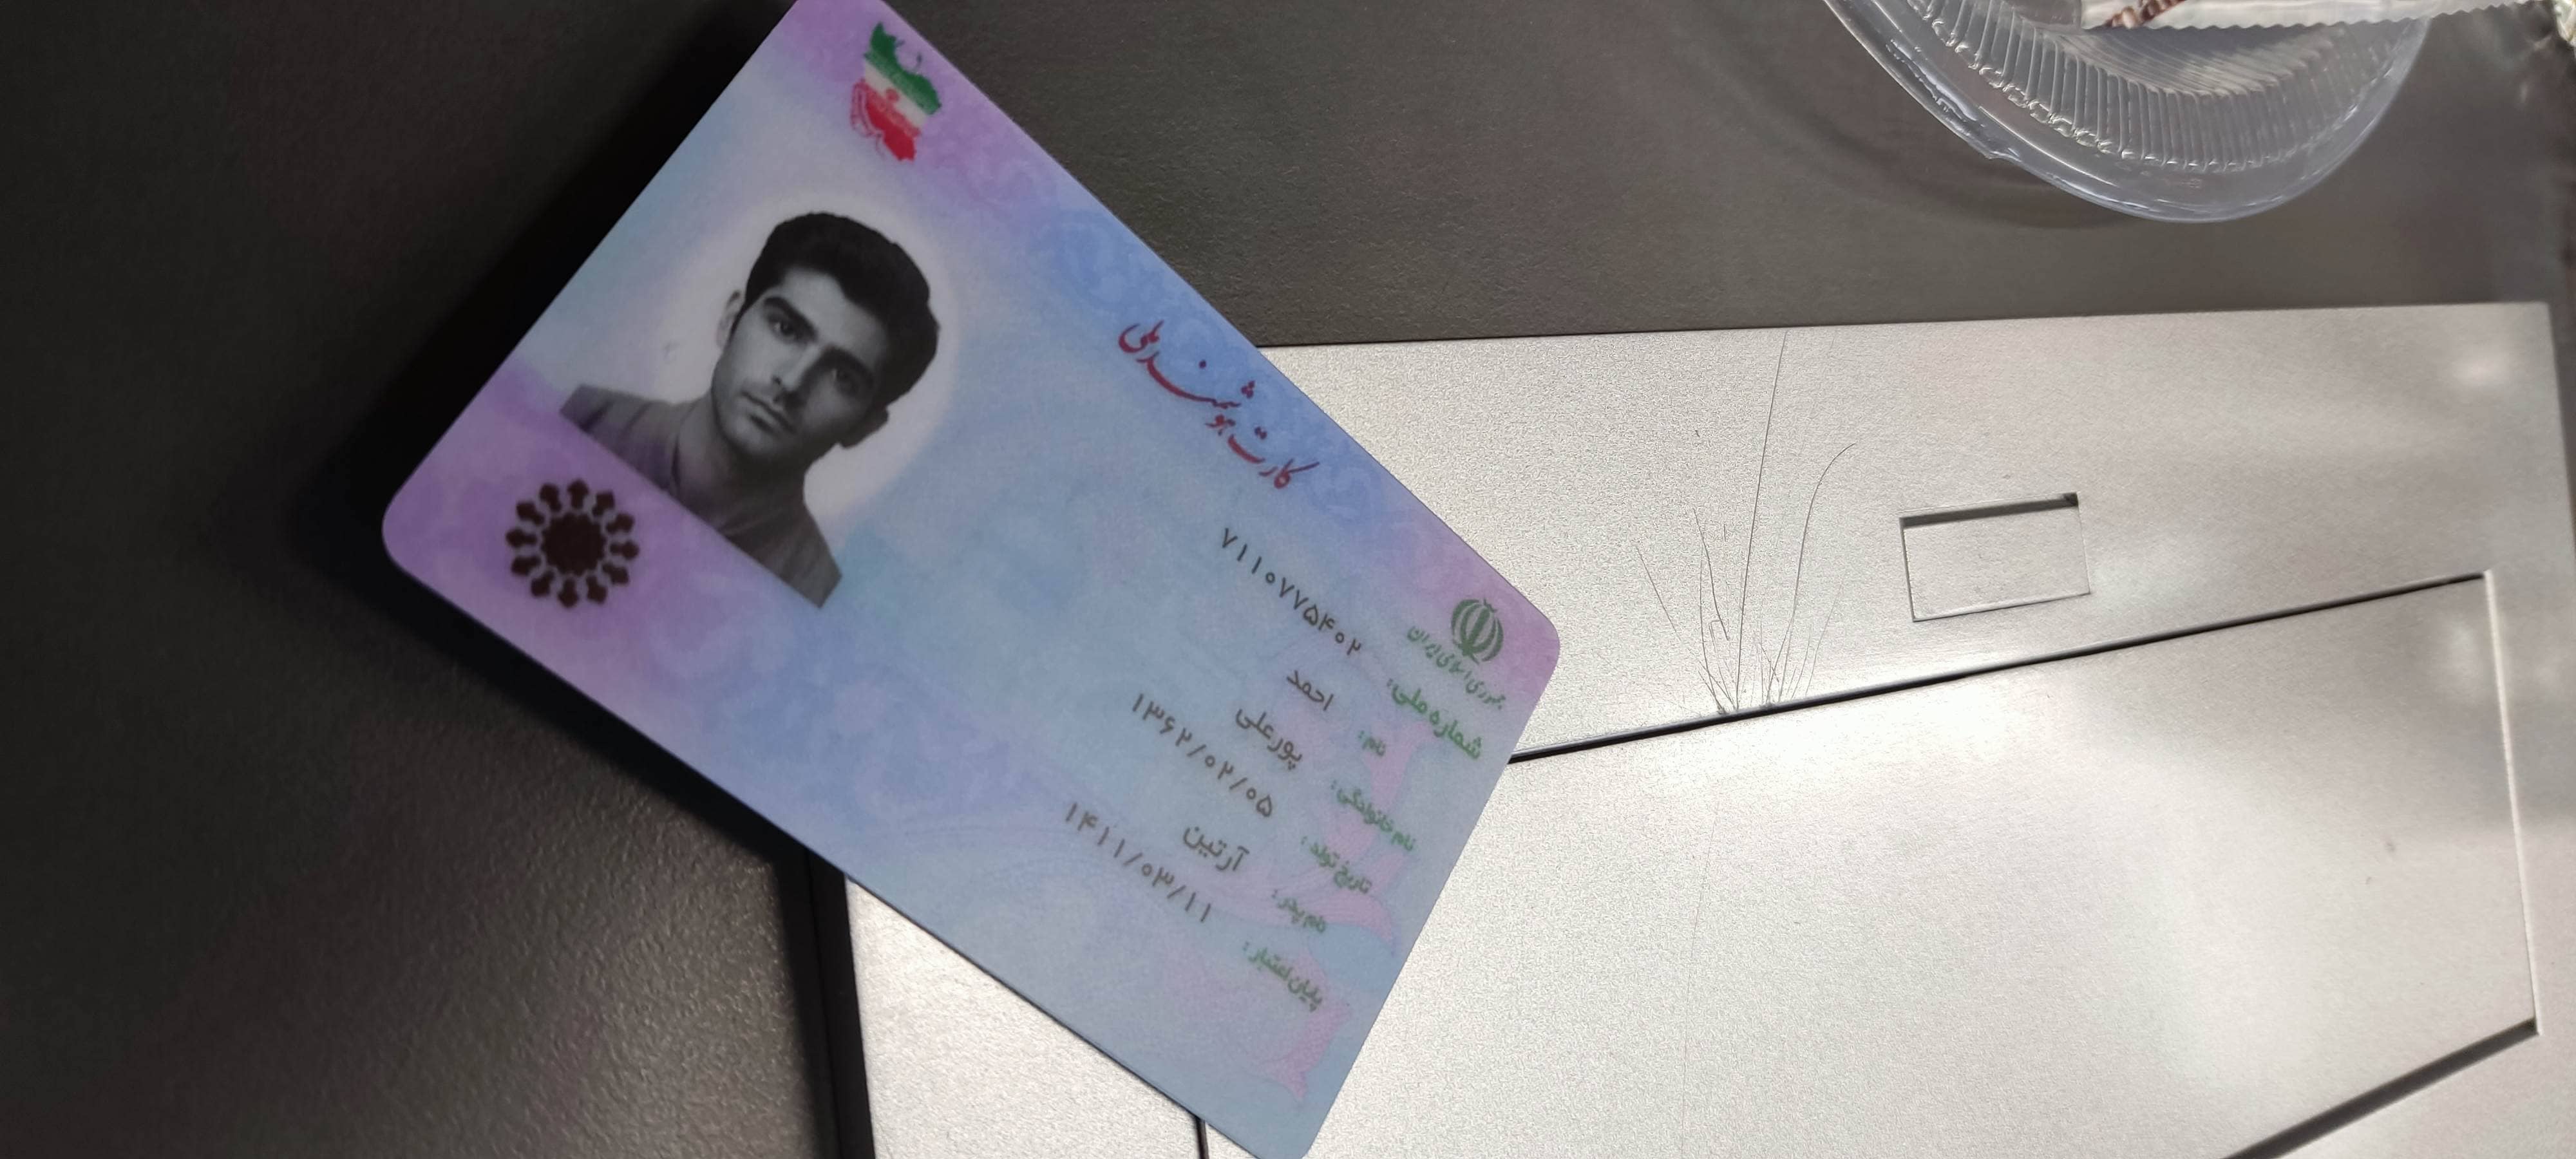 کارت هوشمند ملی
جمهوری اسلامی ایران
شماره ملی: ۷۱۱۰۷۷۵۴۰۲
نام: احمد
نام خانوادگی: پورعلی
تاریخ تولد: ۱۳۶۲/۰۲/۰۵
نام پدر: آرتین
پایان اعتبار: ۱۴۱۱/۰۳/۱۱